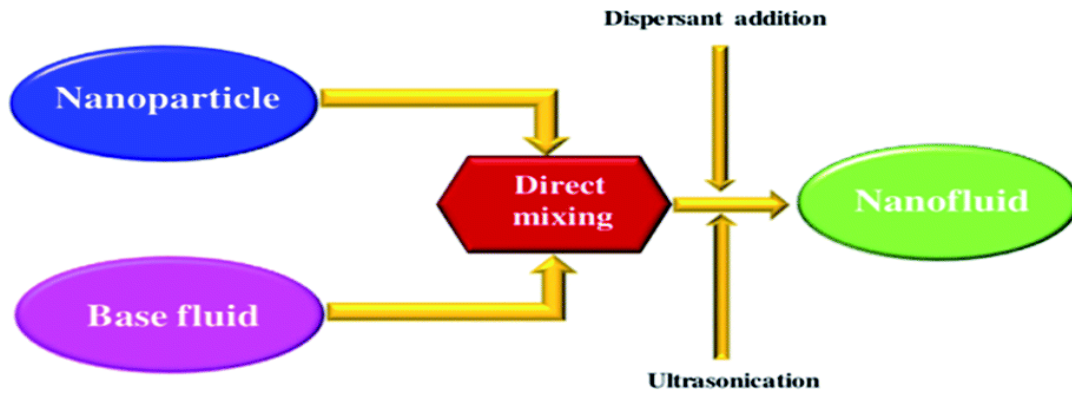 Dispersant addition
Nanoparticle
Direct
mixing
Nanofluid
Base fluid
Ultrasonication